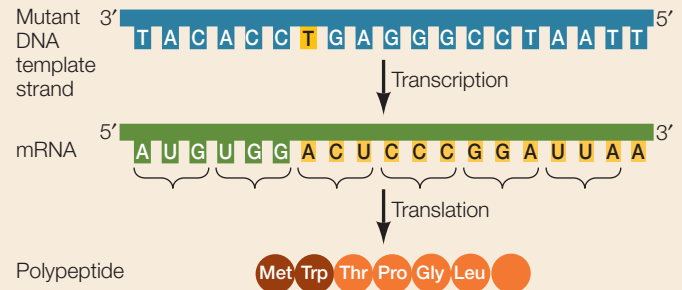 Mutant DNA template strand
3′ 5′
T A C A C C T G A G G G C C T A A T T
Transcription
5′ 3′
mRNA
A U G U G G A C U C C C G G A U U A A
Translation
Polypeptide
Met Trp Thr Pro Gly Leu